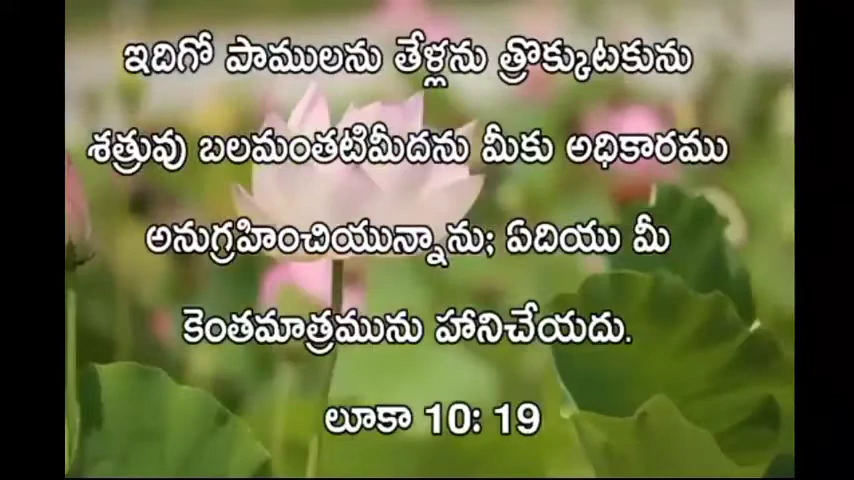 ఇదిగో పాములను తేళ్లను త్రొక్కుటకును
శత్రువు బలమంతటిమీదను మీకు అధికారము
అనుగ్రహించియున్నాను; ఏదియు మీ
కెంతమాత్రమును హానిచేయదు.
లూకా 10: 19